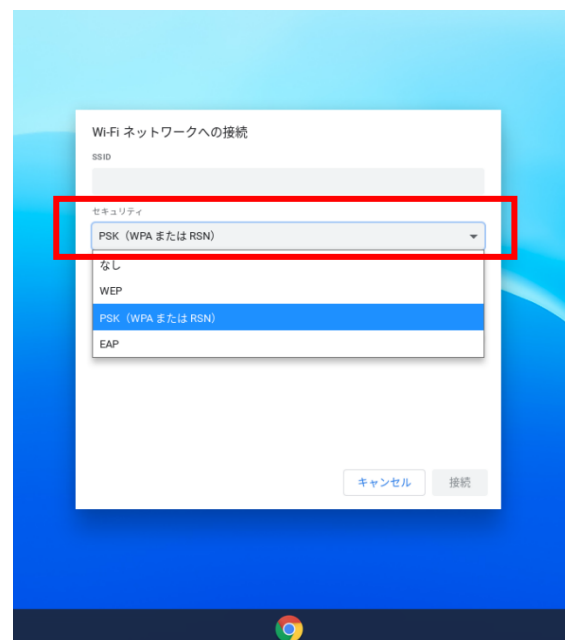 Wi-Fi ネットワークへの接続
SSID
セキュリティ
PSK（WPA または RSN）
なし
WEP
PSK（WPA または RSN）
EAP
キャンセル 接続